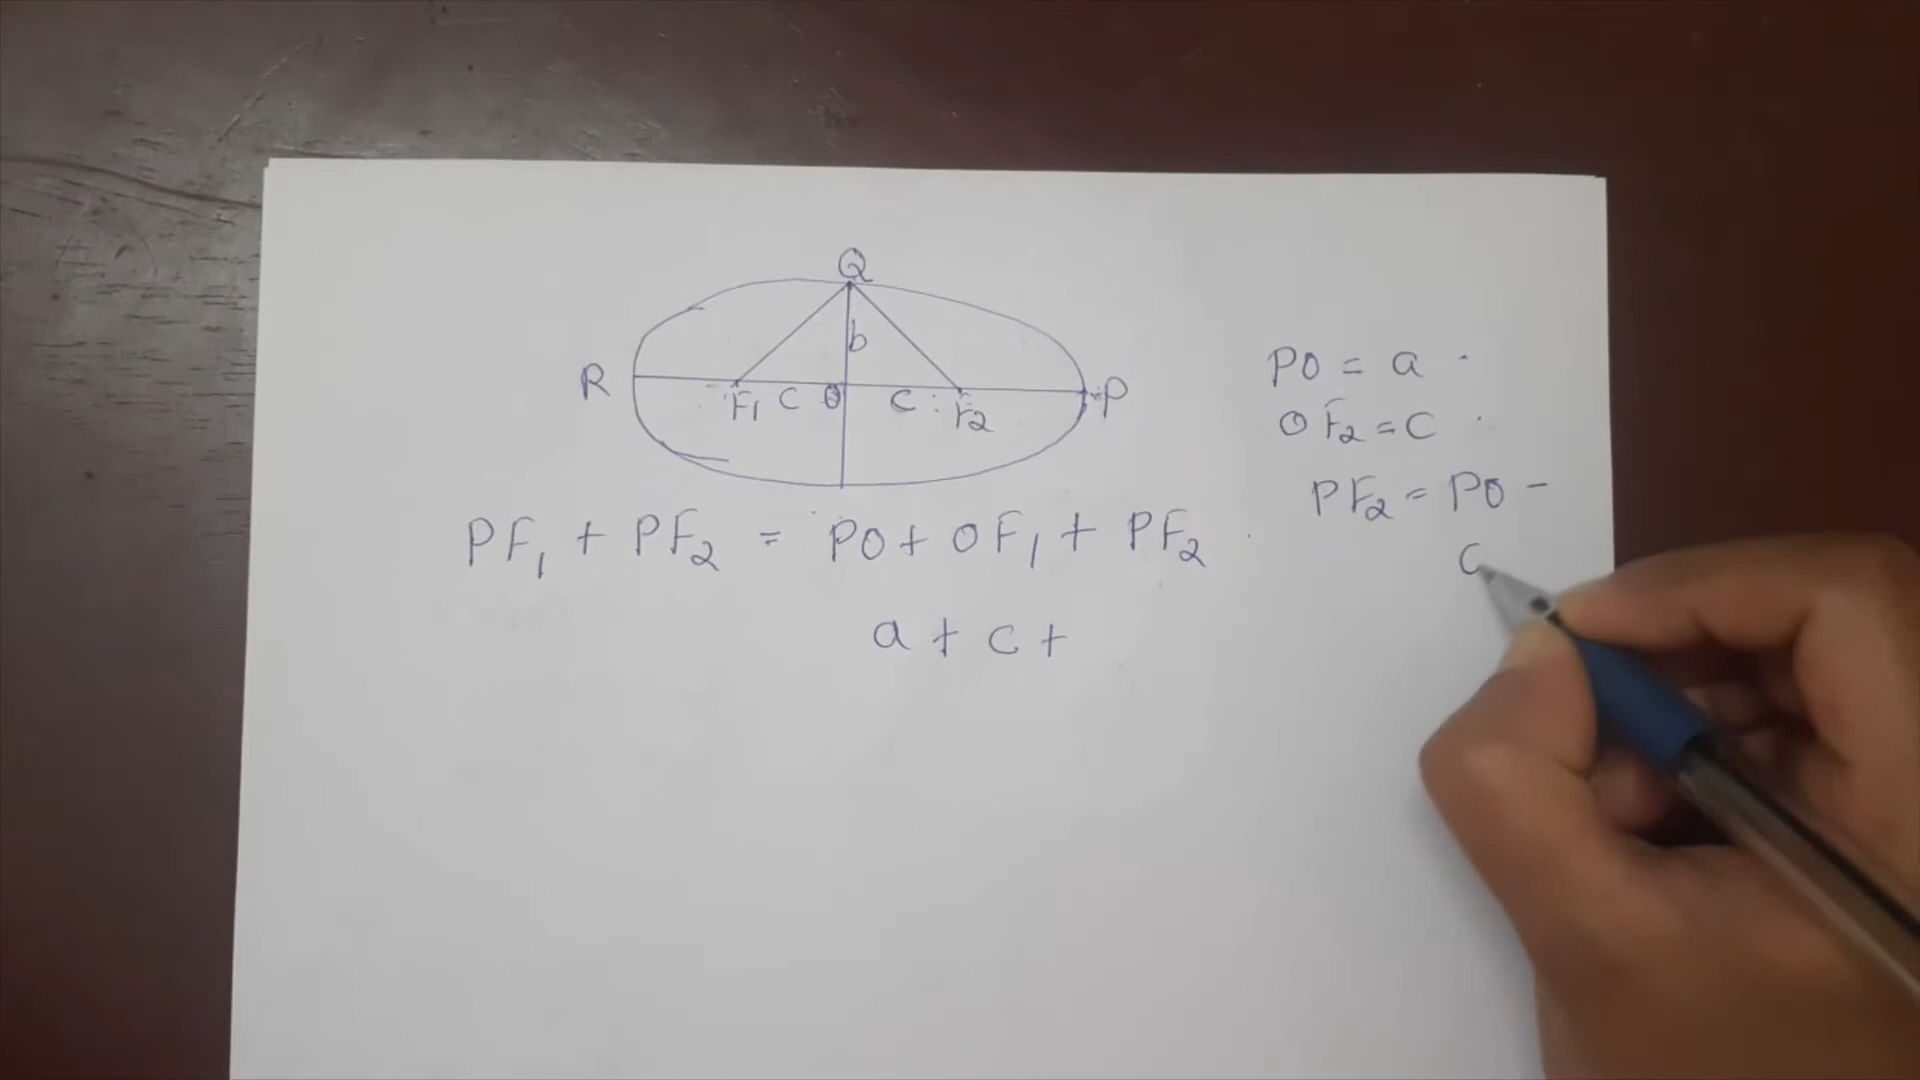 Q
b
R F₁ C O C F₂ P
PF₁ + PF₂ = PO + OF₁ + PF₂
a + c +
PO = a
OF₂ = C
PF₂ = PO -